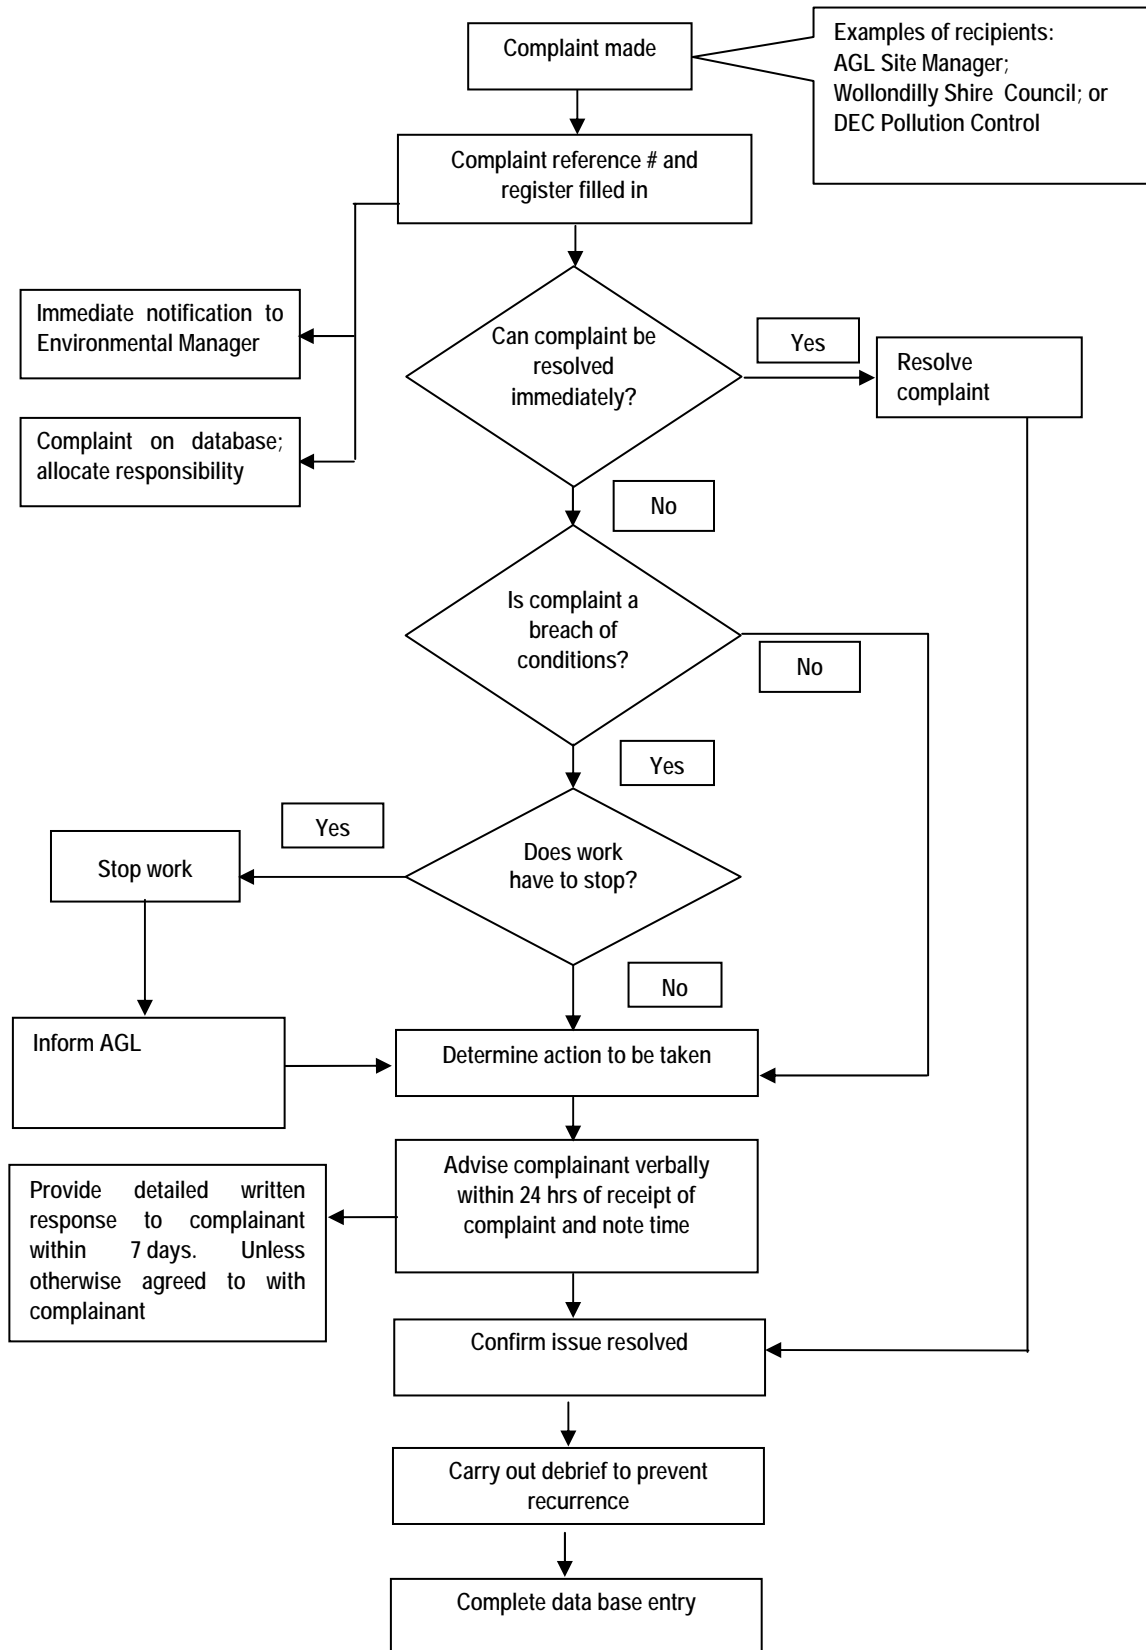 Complaint made
Examples of recipients:
AGL Site Manager;
Wollondilly Shire Council; or
DEC Pollution Control
Complaint reference # and
register filled in
Immediate notification to
Environmental Manager
Can complaint be
resolved
immediately?
Yes
Resolve
complaint
Complaint on database;
allocate responsibility
No
Is complaint a
breach of
conditions?
No
Yes
Yes
Does work
have to stop?
Stop work
No
Inform AGL
Determine action to be taken
Advise complainant verbally
within 24 hrs of receipt of
complaint and note time
Provide detailed written
response to complainant
within 7 days. Unless
otherwise agreed to with
complainant
Confirm issue resolved
Carry out debrief to prevent
recurrence
Complete data base entry